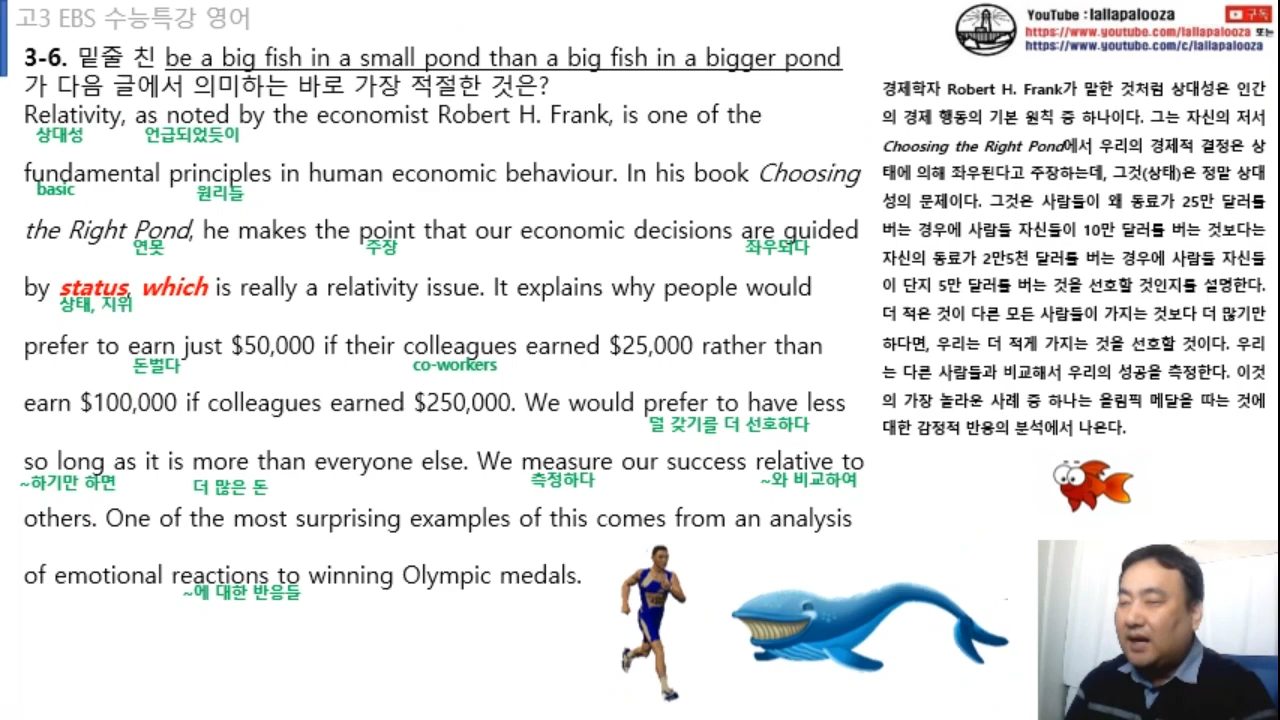 고3 EBS 수능특강 영어
3-6. 밑줄 친 be a big fish in a small pond than a big fish in a bigger pond
가 다음 글에서 의미하는 바로 가장 적절한 것은?
Relativity, as noted by the economist Robert H. Frank, is one of the
상대성 언급되었듯이
fundamental principles in human economic behaviour. In his book Choosing
basic 원리들
the Right Pond, he makes the point that our economic decisions are guided
연못 주장 좌우되다
by status, which is really a relativity issue. It explains why people would
상태, 지위
prefer to earn just $50,000 if their colleagues earned $25,000 rather than
돈벌다 co-workers
earn $100,000 if colleagues earned $250,000. We would prefer to have less
덜 갖기를 더 선호하다
so long as it is more than everyone else. We measure our success relative to
~하기만 하면 더 많은 돈 측정하다 ~와 비교하여
others. One of the most surprising examples of this comes from an analysis
of emotional reactions to winning Olympic medals.
~에 대한 반응들
YouTube : lallapalooza 구독
https://www.youtube.com/lallapalooza 또는
https://www.youtube.com/c/lallapalooza
경제학자 Robert H. Frank가 말한 것처럼 상대성은 인간
의 경제 행동의 기본 원칙 중 하나이다. 그는 자신의 저서
Choosing the Right Pond에서 우리의 경제적 결정은 상
태에 의해 좌우된다고 주장하는데, 그것(상태)은 정말 상대
성의 문제이다. 그것은 사람들이 왜 동료가 25만 달러를
버는 경우에 사람들 자신들이 10만 달러를 버는 것보다는
자신의 동료가 2만5천 달러를 버는 경우에 사람들 자신들
이 단지 5만 달러를 버는 것을 선호할 것인지를 설명한다.
더 적은 것이 다른 모든 사람들이 가지는 것보다 더 많기만
하다면, 우리는 더 적게 가지는 것을 선호할 것이다. 우리
는 다른 사람들과 비교해서 우리의 성공을 측정한다. 이것
의 가장 놀라운 사례 중 하나는 올림픽 메달을 따는 것에
대한 감정적 반응의 분석에서 나온다.